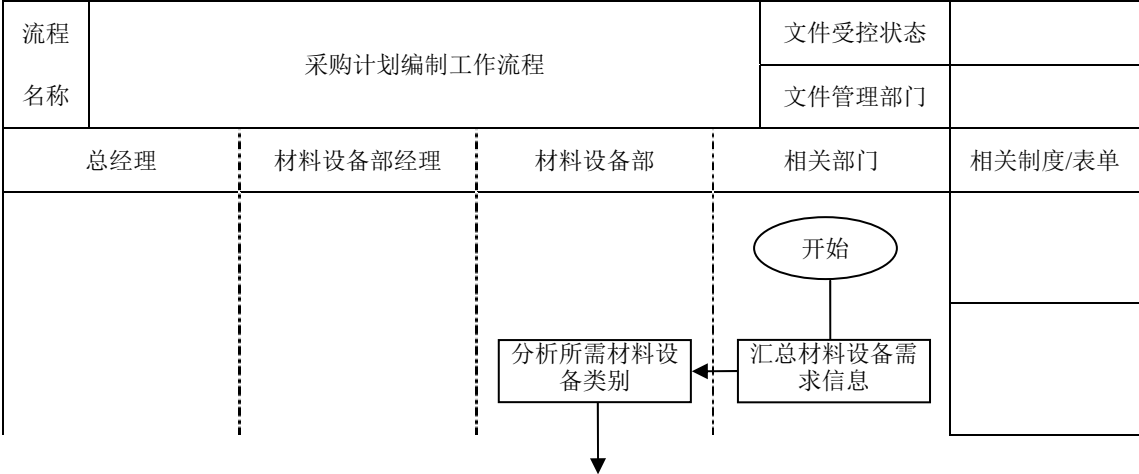 流程
名称
采购计划编制工作流程
文件受控状态
文件管理部门
总经理
材料设备部经理
材料设备部
相关部门
相关制度/表单
开始
分析所需材料设
备类别
汇总材料设备需
求信息